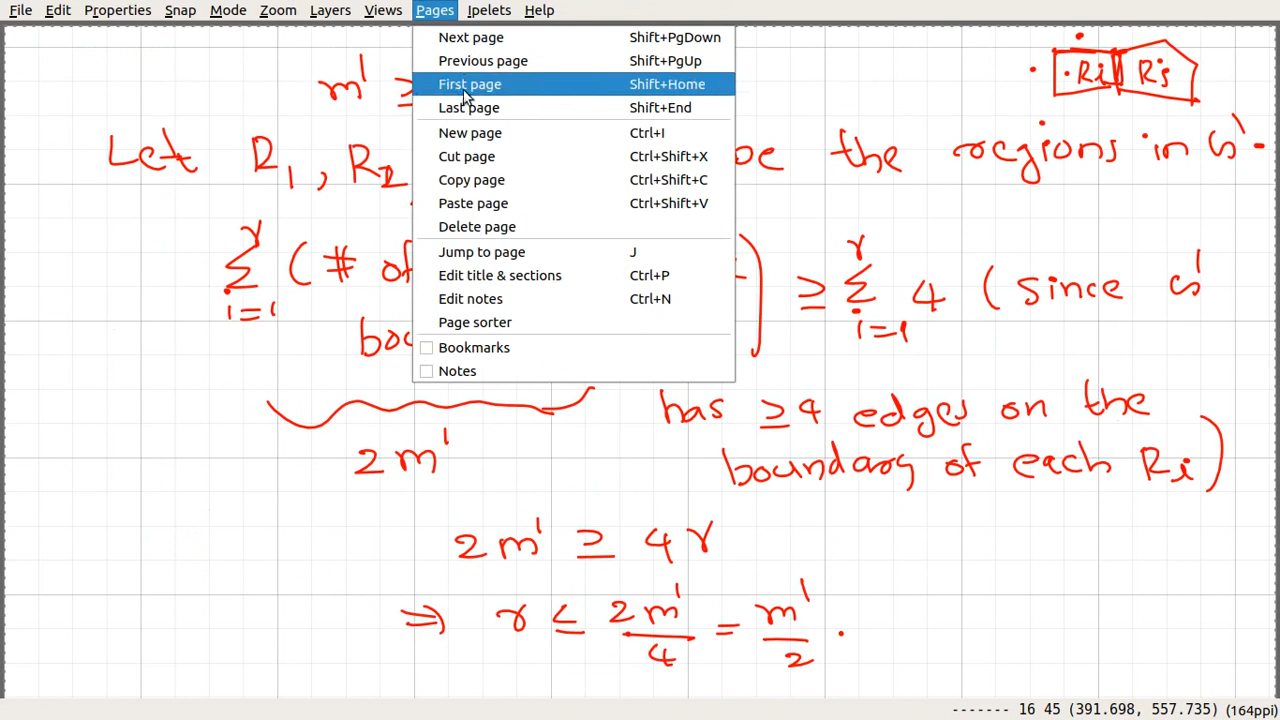 File Edit Properties Snap Mode Zoom Layers Views Pages Ipelets Help
Next page Shift+PgDown
Previous page Shift+PgUp
First page Shift+Home
Last page Shift+End
New page Ctrl+I
Cut page Ctrl+Shift+X
Copy page Ctrl+Shift+C
Paste page Ctrl+Shift+V
Delete page
Jump to page J
Edit title & sections Ctrl+P
Edit notes Ctrl+N
Page sorter
Bookmarks
Notes
m' ≥
Ri Rj
Let R1, R2 be the regions in G'.
r r
∑ (# of ) ≥ ∑ 4 (since G'
i=1 i=1
has ≥4 edges on the
2m' boundary of each Ri)
2m' ≥ 4r
⇒ r ≤ 2m'/4 = m'/2.
------- 16 45 (391.698, 557.735) (164ppi)